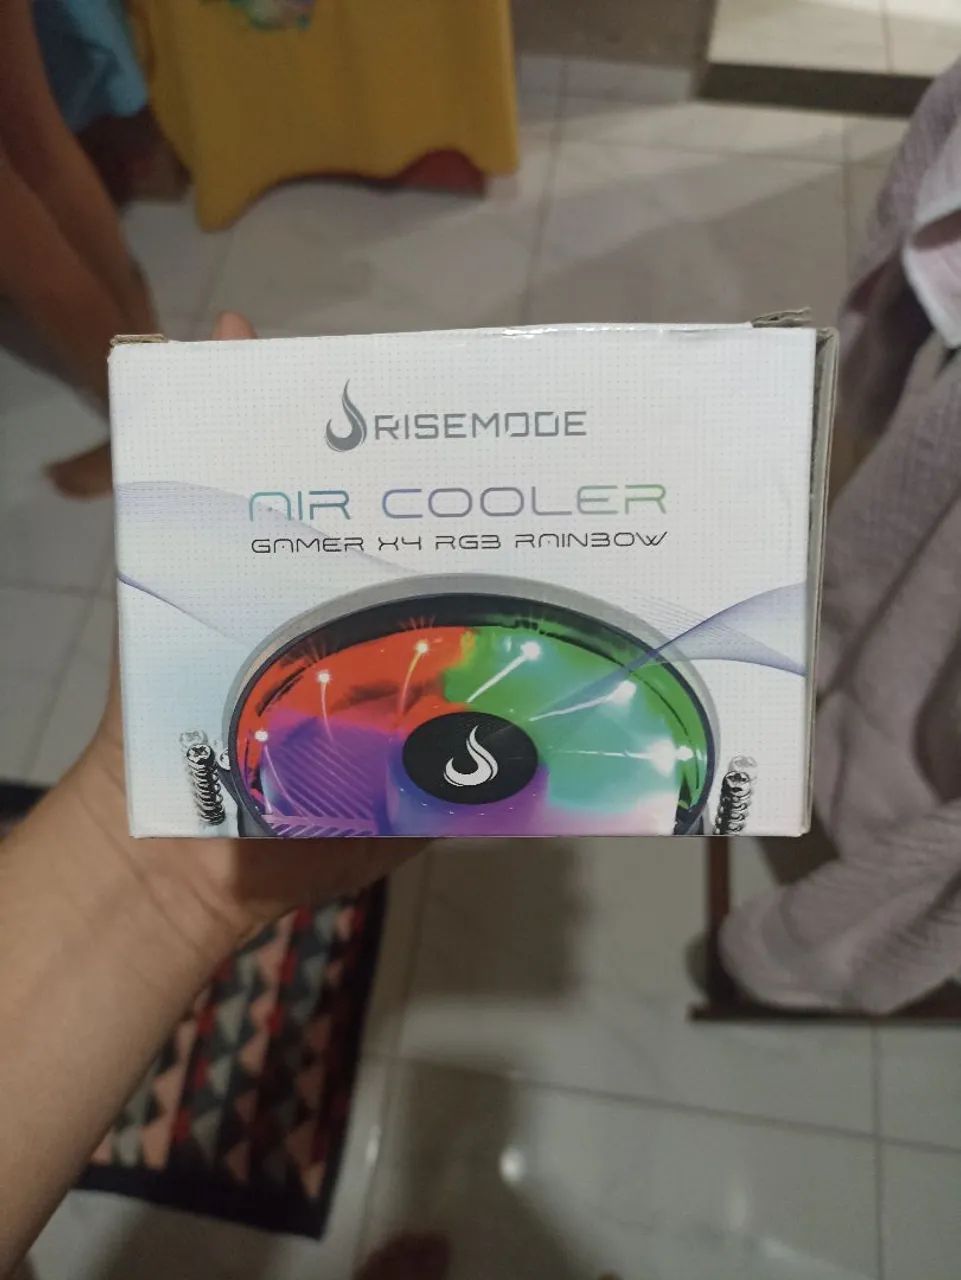 RISEMODE
AIR COOLER
GAMER X4 RGB RAINBOW